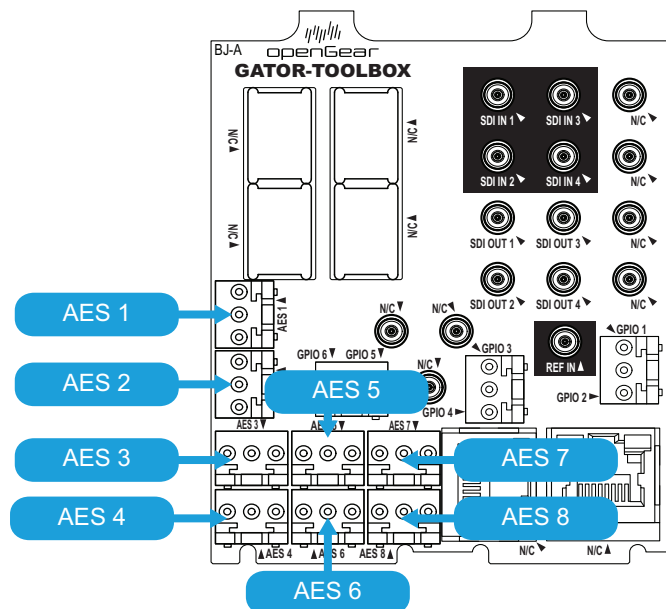 BJ-A
openGear
GATOR-TOOLBOX
N/C N/C
SDI IN 1 SDI IN 3 N/C
SDI IN 2 SDI IN 4 N/C
N/C N/C
SDI OUT 1 SDI OUT 3 N/C
SDI OUT 2 SDI OUT 4 N/C
AES 1
AES 1
N/C N/C
GPIO 1
GPIO 6 GPIO 5 N/C GPIO 3
REF IN
AES 2
AES 5
GPIO 4 GPIO 2
AES 3 AES 7
AES 3
AES 7
AES 4
AES 8
AES 4 AES 6 AES 8 N/C N/C
AES 6